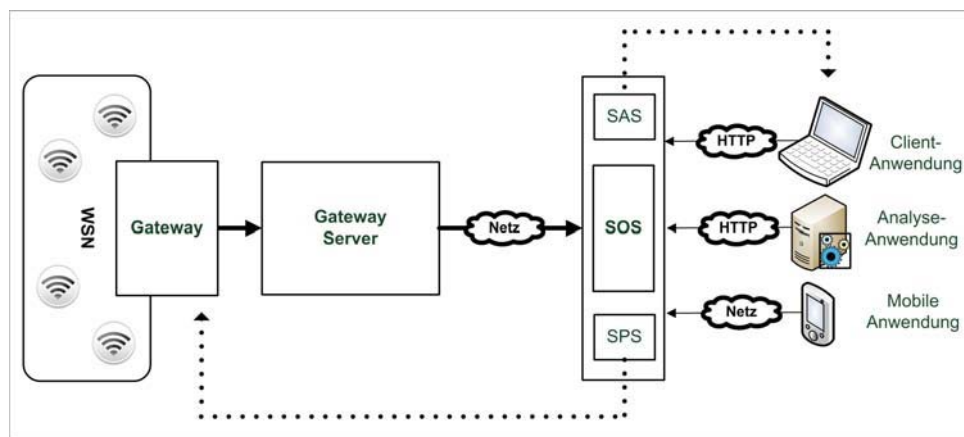 WSN
Gateway
Gateway
Server
Netz
SAS
SOS
SPS
HTTP
Client-
Anwendung
HTTP
Analyse-
Anwendung
Netz
Mobile
Anwendung